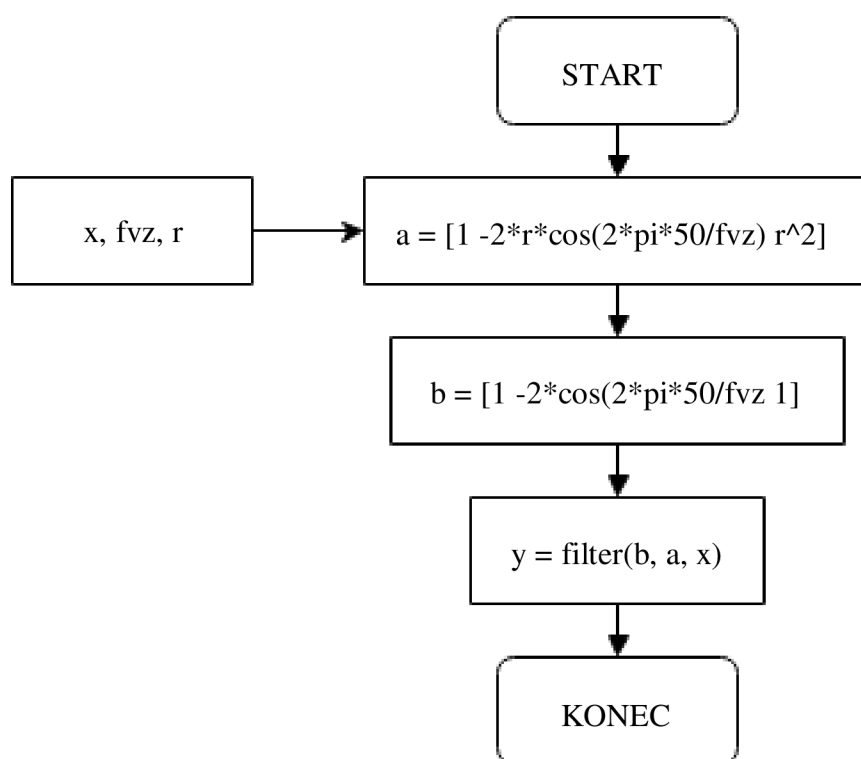 START
x, fvz, r
a = [1 -2*r*cos(2*pi*50/fvz) r^2]
b = [1 -2*cos(2*pi*50/fvz 1]
y = filter(b, a, x)
KONEC